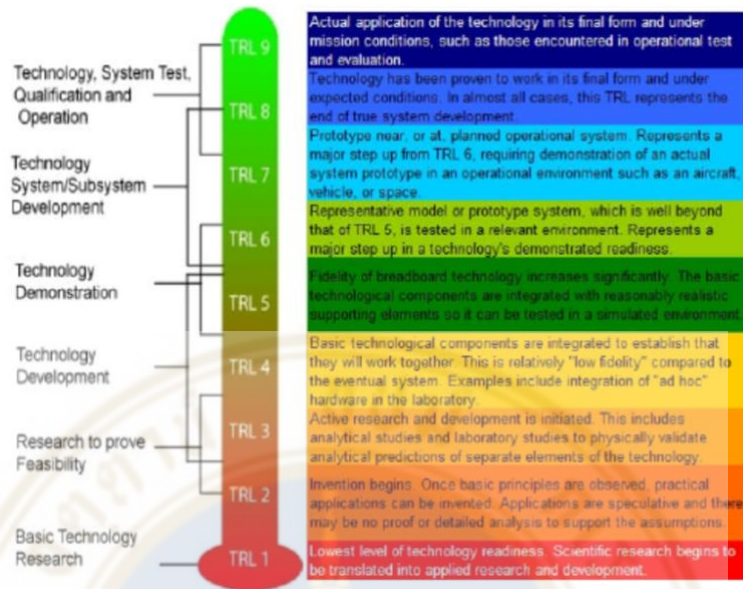 Technology, System Test,
Qualification and
Operation
Technology
System/Subsystem
Development
Technology
Demonstration
Technology
Development
Research to prove
Feasibility
Basic Technology
Research
TRL 9
TRL 8
TRL 7
TRL 6
TRL 5
TRL 4
TRL 3
TRL 2
TRL 1
Actual application of the technology in its final form and under
mission conditions, such as those encountered in operational test
and evaluation.
Technology has been proven to work in its final form and under
expected conditions. In almost all cases, this TRL represents the
end of true system development.
Prototype near, or at, planned operational system. Represents a
major step up from TRL 6, requiring demonstration of an actual
system prototype in an operational environment such as an aircraft,
vehicle, or space.
Representative model or prototype system, which is well beyond
that of TRL 5, is tested in a relevant environment. Represents a
major step up in a technology's demonstrated readiness.
Fidelity of breadboard technology increases significantly. The basic
technological components are integrated with reasonably realistic
supporting elements so it can be tested in a simulated environment.
Basic technological components are integrated to establish that
they will work together. This is relatively "low fidelity" compared to
the eventual system. Examples include integration of "ad hoc"
hardware in the laboratory.
Active research and development is initiated. This includes
analytical studies and laboratory studies to physically validate
analytical predictions of separate elements of the technology.
Invention begins. Once basic principles are observed, practical
applications can be invented. Applications are speculative and there
may be no proof or detailed analysis to support the assumptions.
Lowest level of technology readiness. Scientific research begins to
be translated into applied research and development.